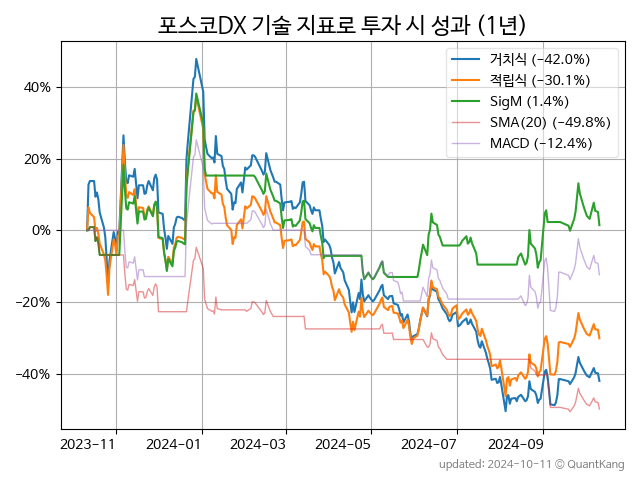 포스코DX 기술 지표로 투자 시 성과 (1년)
거치식 (−42.0%)
적립식 (−30.1%)
SigM (1.4%)
SMA(20) (−49.8%)
MACD (−12.4%)
40%
20%
0%
−20%
−40%
2023−11
2024−01
2024−03
2024−05
2024−07
2024−09
updated: 2024-10-11 © QuantKang